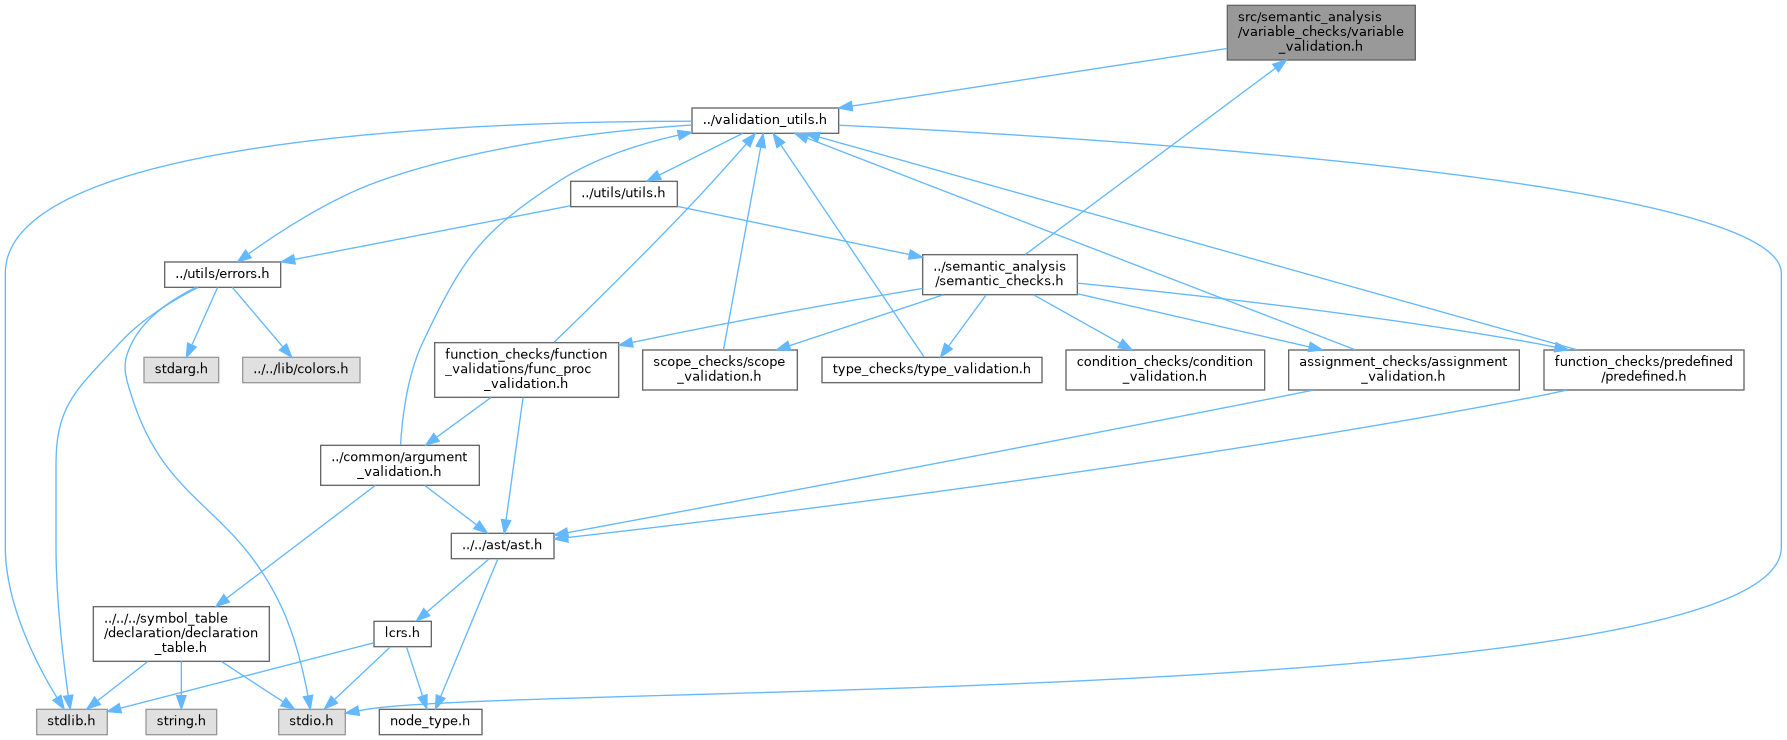 src/semantic_analysis
/variable_checks/variable
_validation.h
../validation_utils.h
../utils/utils.h
../utils/errors.h
../semantic_analysis
/semantic_checks.h
stdarg.h
../../lib/colors.h
function_checks/function
_validations/func_proc
_validation.h
scope_checks/scope
_validation.h
type_checks/type_validation.h
condition_checks/condition
_validation.h
assignment_checks/assignment
_validation.h
function_checks/predefined
/predefined.h
../common/argument
_validation.h
../../ast/ast.h
../../../symbol_table
/declaration/declaration
_table.h
lcrs.h
stdlib.h
string.h
stdio.h
node_type.h